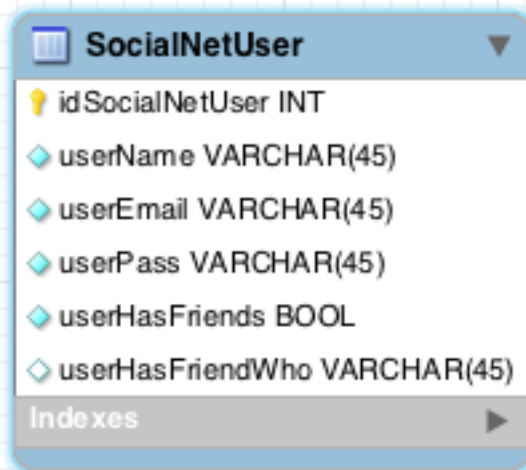 SocialNetUser
idSocialNetUser INT
userName VARCHAR(45)
userEmail VARCHAR(45)
userPass VARCHAR(45)
userHasFriends BOOL
userHasFriendWho VARCHAR(45)
Indexes